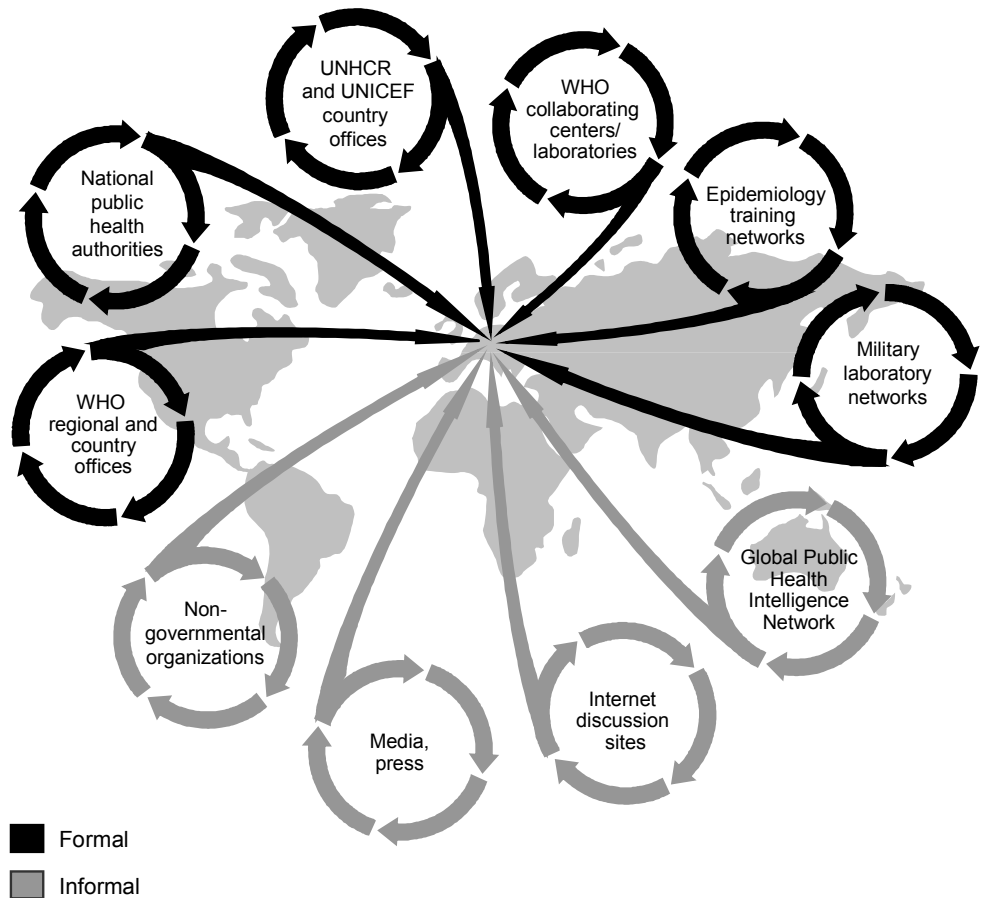 UNHCR
and UNICEF
country
offices
WHO
collaborating
centers/
laboratories
National
public
health
authorities
Epidemiology
training
networks
Military
laboratory
networks
WHO
regional and
country
offices
Global Public
Health
Intelligence
Network
Non-
governmental
organizations
Internet
discussion
sites
Media,
press
Formal
Informal